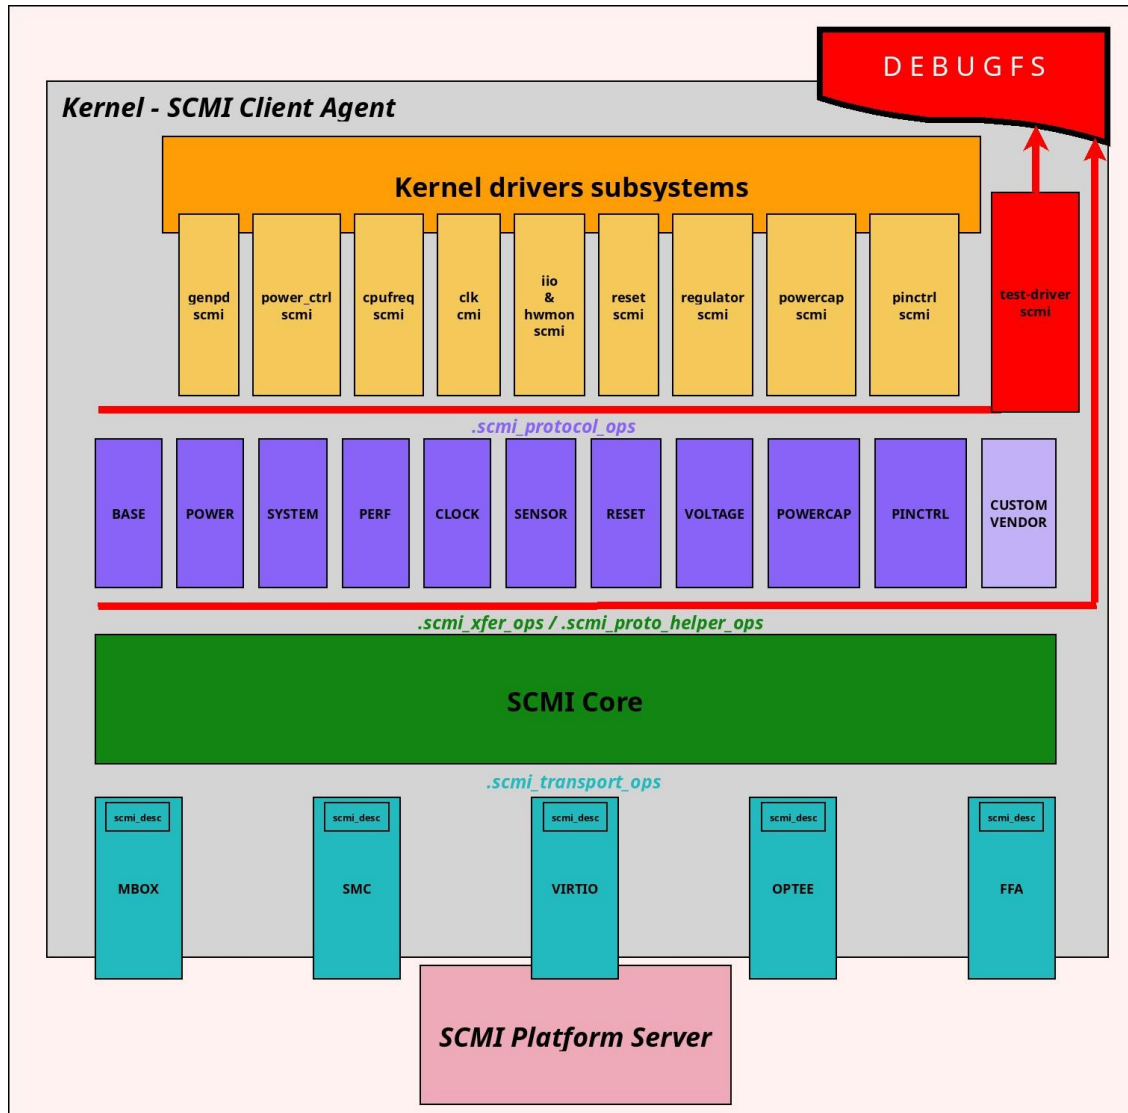 D E B U G F S
Kernel - SCMI Client Agent
Kernel drivers subsystems
genpd
scmi
power_ctrl
scmi
cpufreq
scmi
clk
cmi
iio
&
hwmon
scmi
reset
scmi
regulator
scmi
powercap
scmi
pinctrl
scmi
test-driver
scmi
.scmi_protocol_ops
BASE
POWER
SYSTEM
PERF
CLOCK
SENSOR
RESET
VOLTAGE
POWERCAP
PINCTRL
CUSTOM
VENDOR
.scmi_xfer_ops / .scmi_proto_helper_ops
SCMI Core
.scmi_transport_ops
scmi_desc
MBOX
scmi_desc
SMC
scmi_desc
VIRTIO
scmi_desc
OPTEE
scmi_desc
FFA
SCMI Platform Server